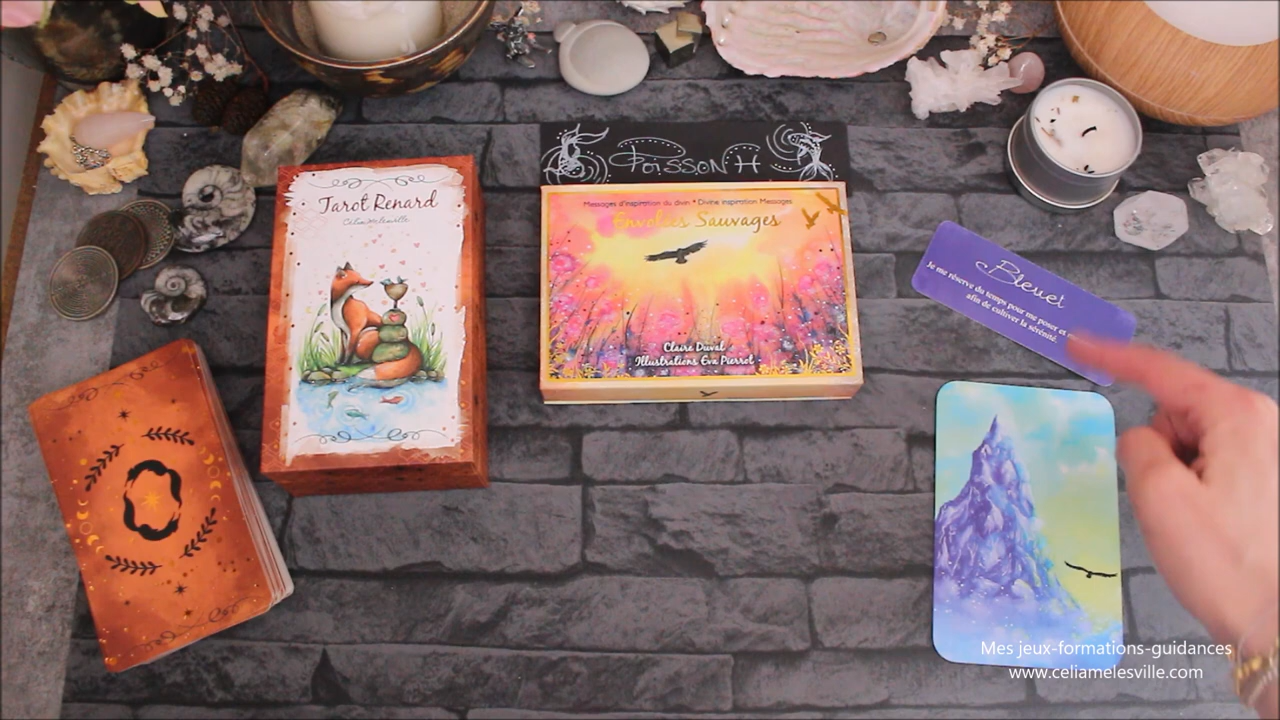 Poisson H
Tarot Renard
Célia Melesville
Messages d'inspiration du divin • Divine inspiration Messages
Envolées Sauvages
Claire Duval
Illustrations Eva Pierrot
Bleuet
Je me réserve du temps pour me poser et
afin de cultiver la sérénité.
Mes jeux-formations-guidances
www.celiamelesville.com